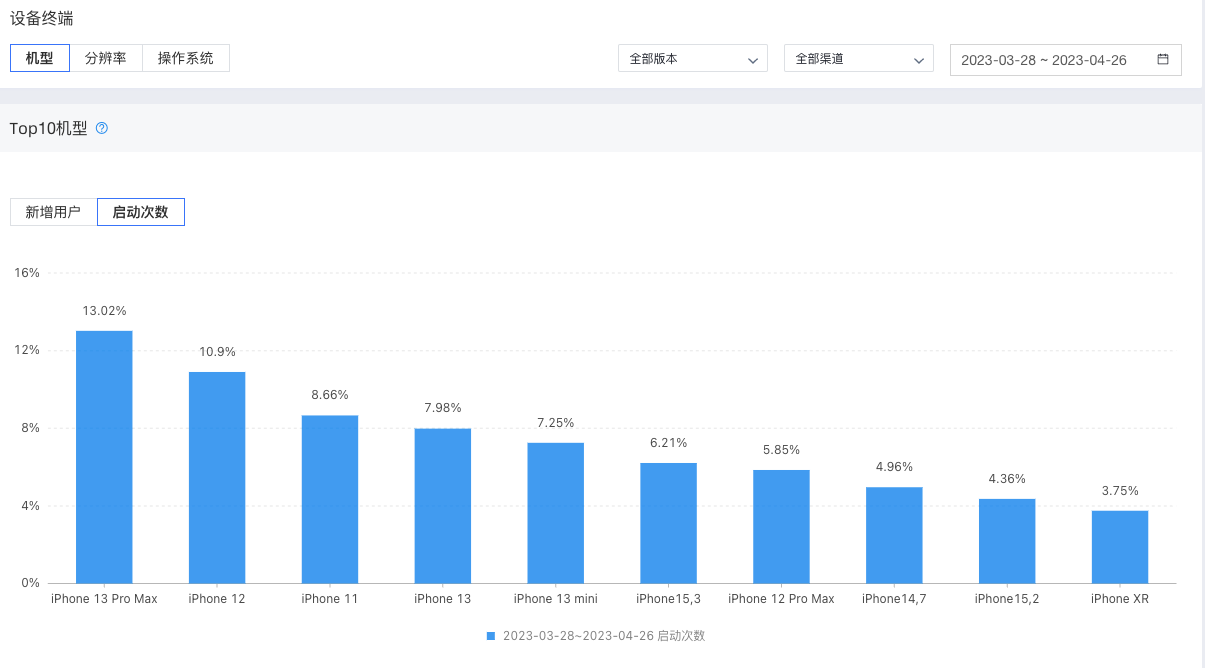 设备终端
机型 分辨率 操作系统 全部版本 全部渠道 2023-03-28 ~ 2023-04-26
Top10机型 ?
新增用户 启动次数
16%
13.02%
12%
10.9%
8.66%
7.98%
8%
7.25%
6.21%
5.85%
4.96%
4.36%
4%
3.75%
0%
iPhone 13 Pro Max iPhone 12 iPhone 11 iPhone 13 iPhone 13 mini iPhone15,3 iPhone 12 Pro Max iPhone14,7 iPhone15,2 iPhone XR
2023-03-28~2023-04-26 启动次数